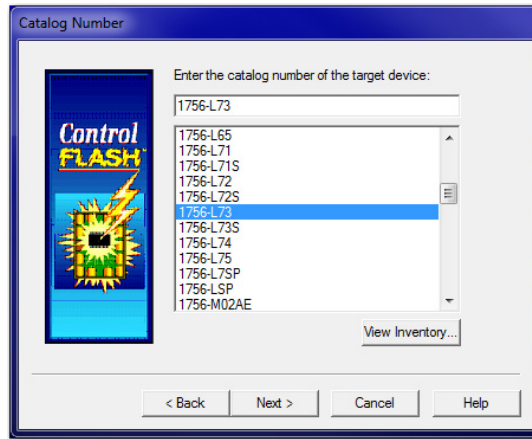 Catalog Number
Enter the catalog number of the target device:
1756-L73
Control
FLASH
1756-L65
1756-L71
1756-L71S
1756-L72
1756-L72S
1756-L73
1756-L73S
1756-L74
1756-L75
1756-L7SP
1756-LSP
1756-M02AE
View Inventory...
< Back
Next >
Cancel
Help